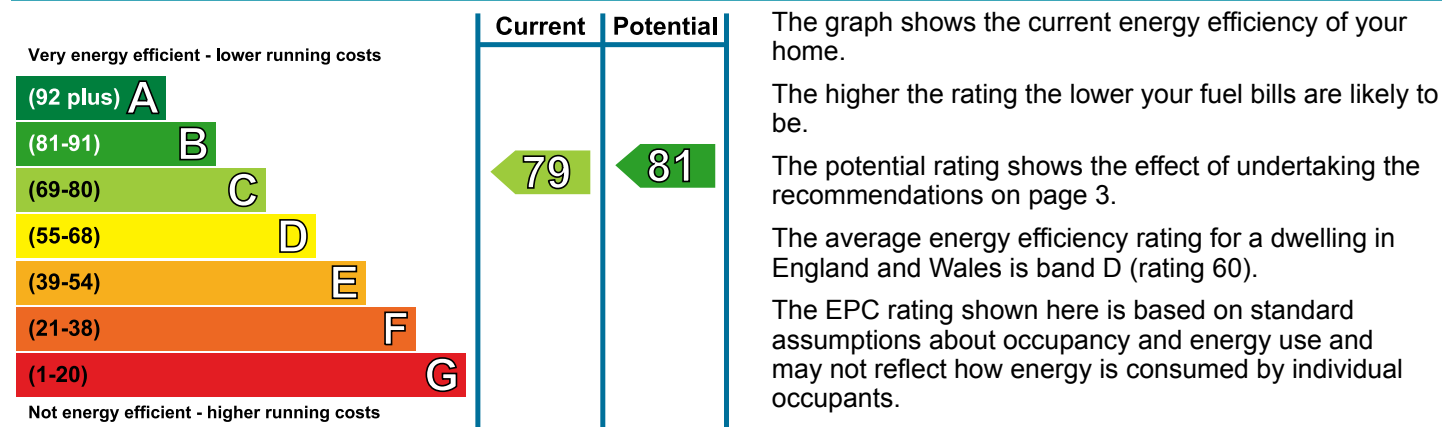 Current Potential
Very energy efficient - lower running costs
(92 plus) A
(81-91) B
(69-80) C
(55-68) D
(39-54) E
(21-38) F
(1-20) G
Not energy efficient - higher running costs
79
81
The graph shows the current energy efficiency of your
home.
The higher the rating the lower your fuel bills are likely to
be.
The potential rating shows the effect of undertaking the
recommendations on page 3.
The average energy efficiency rating for a dwelling in
England and Wales is band D (rating 60).
The EPC rating shown here is based on standard
assumptions about occupancy and energy use and
may not reflect how energy is consumed by individual
occupants.